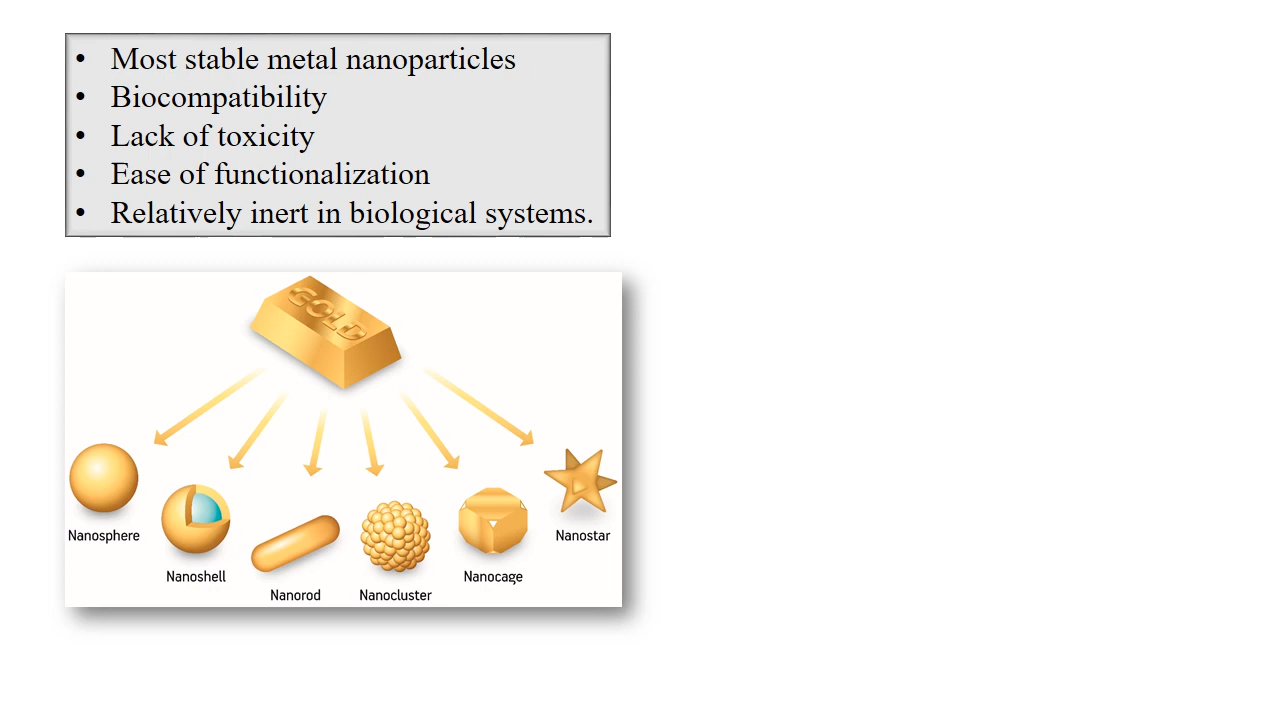 • Most stable metal nanoparticles
• Biocompatibility
• Lack of toxicity
• Ease of functionalization
• Relatively inert in biological systems.
GOLD
Nanosphere
Nanoshell
Nanorod
Nanocluster
Nanocage
Nanostar